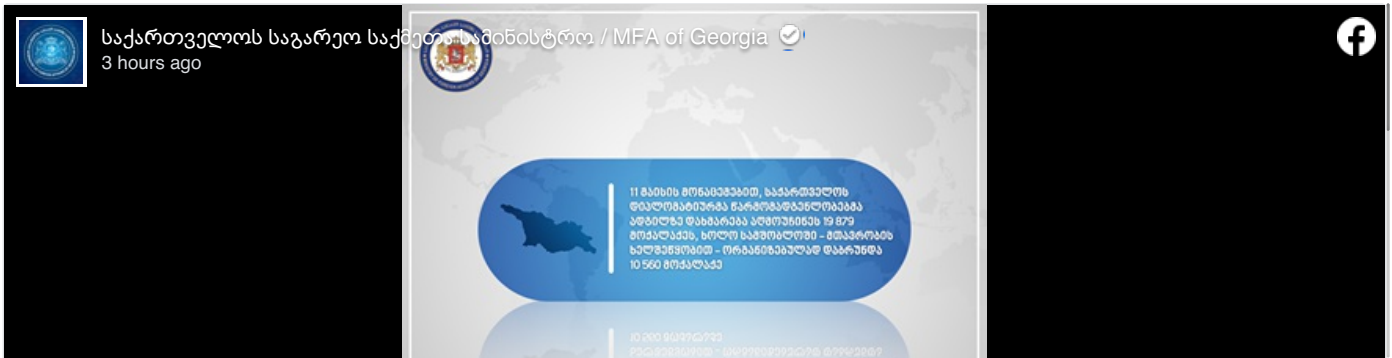 საქართველოს საგარეო საქმეთა სამინისტრო / MFA of Georgia
3 hours ago
11 მაისის მონაცემებით, საქართველოს
დიპლომატიურმა წარმომადგენლობებმა
ადგილზე დახმარება აღმოუჩინეს 19 879
მოქალაქეს, ხოლო სამშობლოში - მთავრობის
ხელშეწყობით - ორგანიზებულად დაბრუნდა
10 560 მოქალაქე